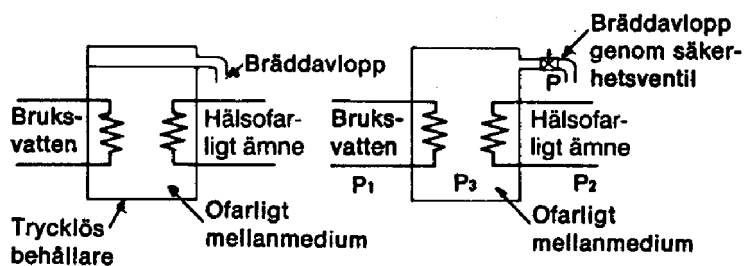 Bräddavlopp
Bruks-
vatten
Hälsofar-
ligt ämne
Trycklös
behållare
Ofarligt
mellanmedium
Bräddavlopp
genom säker-
hetsventil
P
Bruks-
vatten
Hälsofar-
ligt ämne
P1
P3
P2
Ofarligt
mellanmedium